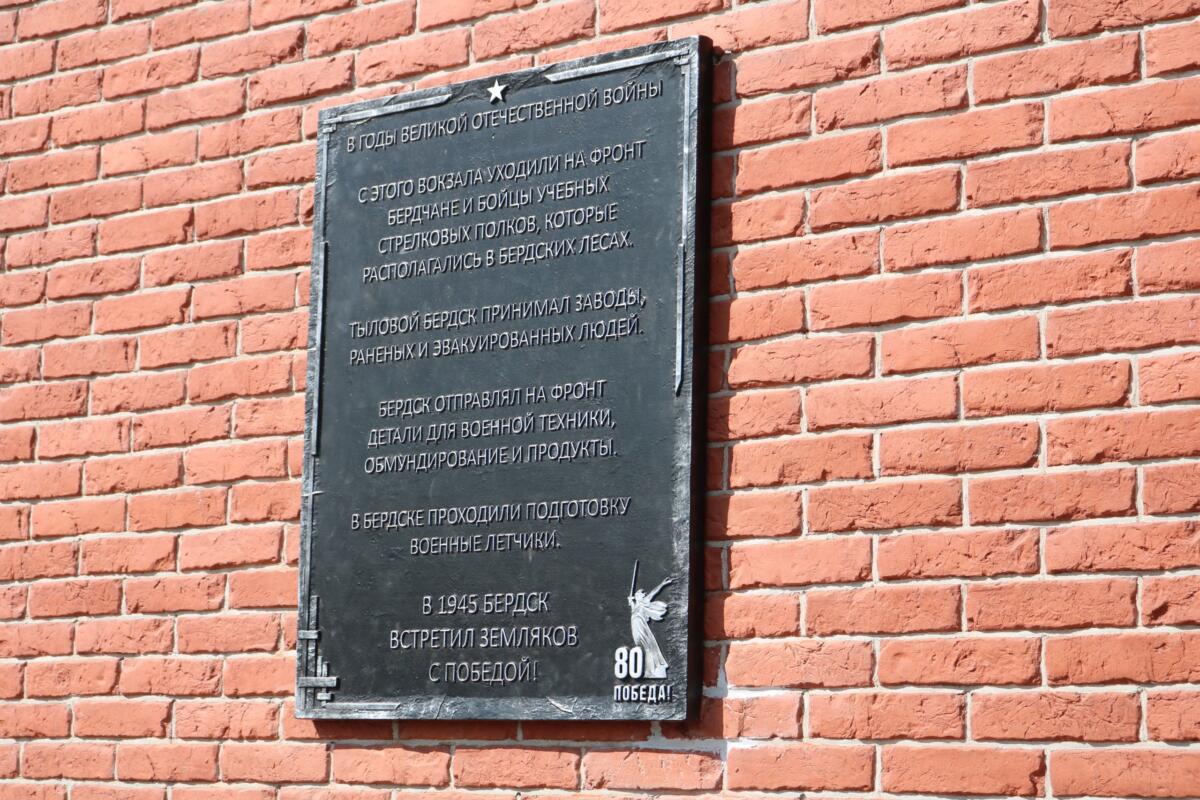 В ГОДЫ ВЕЛИКОЙ ОТЕЧЕСТВЕННОЙ ВОЙНЫ
С ЭТОГО ВОКЗАЛА УХОДИЛИ НА ФРОНТ
БЕРДЧАНЕ И БОЙЦЫ УЧЕБНЫХ
СТРЕЛКОВЫХ ПОЛКОВ, КОТОРЫЕ
РАСПОЛАГАЛИСЬ В БЕРДСКИХ ЛЕСАХ.
ТЫЛОВОЙ БЕРДСК ПРИНИМАЛ ЗАВОДЫ,
РАНЕНЫХ И ЭВАКУИРОВАННЫХ ЛЮДЕЙ.
БЕРДСК ОТПРАВЛЯЛ НА ФРОНТ
ДЕТАЛИ ДЛЯ ВОЕННОЙ ТЕХНИКИ,
ОБМУНДИРОВАНИЕ И ПРОДУКТЫ.
В БЕРДСКЕ ПРОХОДИЛИ ПОДГОТОВКУ
ВОЕННЫЕ ЛЕТЧИКИ.
В 1945 БЕРДСК
ВСТРЕТИЛ ЗЕМЛЯКОВ
С ПОБЕДОЙ!
80
ПОБЕДА!